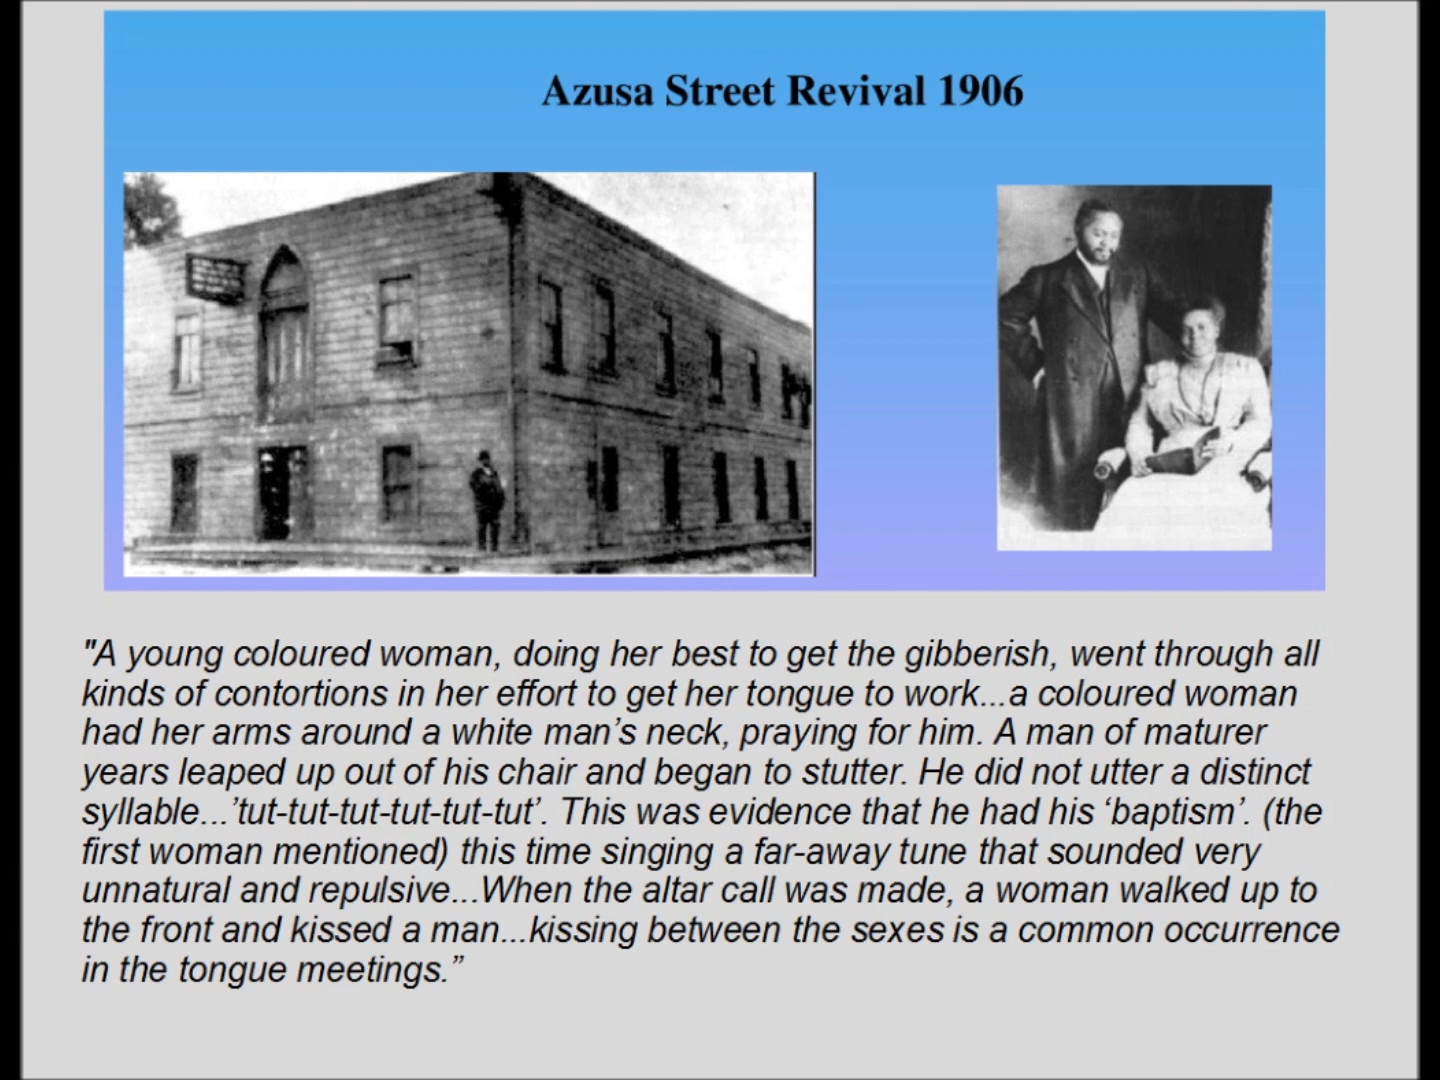 Azusa Street Revival 1906
"A young coloured woman, doing her best to get the gibberish, went through all
kinds of contortions in her effort to get her tongue to work...a coloured woman
had her arms around a white man’s neck, praying for him. A man of maturer
years leaped up out of his chair and began to stutter. He did not utter a distinct
syllable...’tut-tut-tut-tut-tut-tut’. This was evidence that he had his ‘baptism’. (the
first woman mentioned) this time singing a far-away tune that sounded very
unnatural and repulsive...When the altar call was made, a woman walked up to
the front and kissed a man...kissing between the sexes is a common occurrence
in the tongue meetings.”